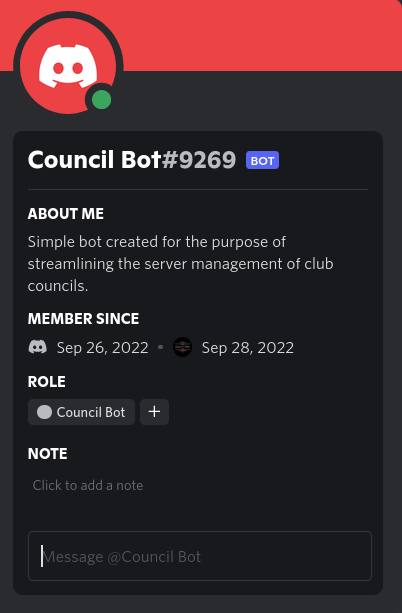 Council Bot#9269 BOT
ABOUT ME
Simple bot created for the purpose of
streamlining the server management of club
councils.
MEMBER SINCE
Sep 26, 2022 • Sep 28, 2022
ROLE
Council Bot +
NOTE
Click to add a note
Message @Council Bot